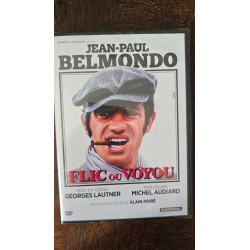 JEAN-PAUL
BELMONDO
FLIC OU VOYOU
GEORGES LAUTNER
MICHEL AUDIARD
ALAIN POIRÉ